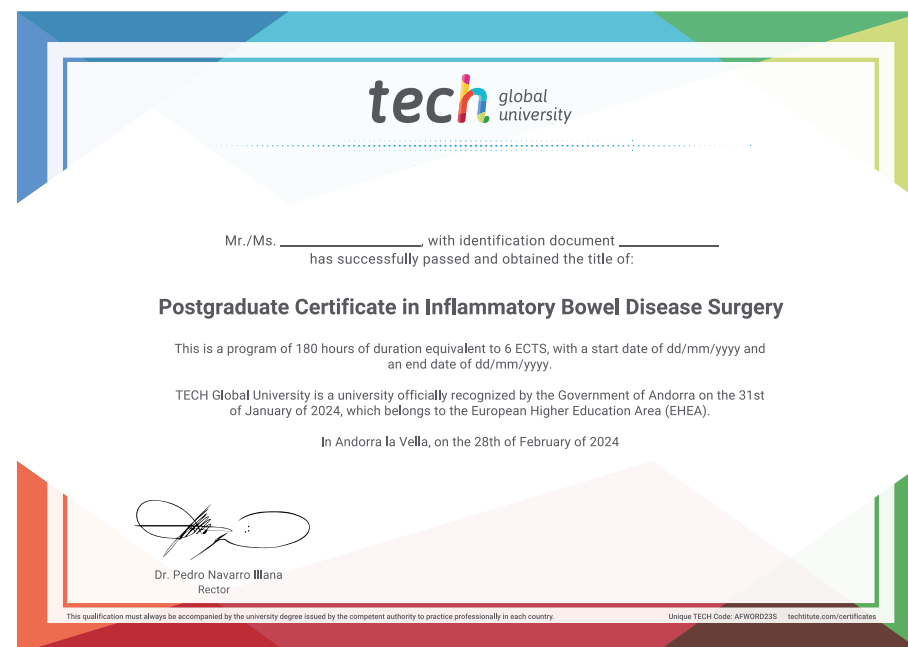 tech global
university
Mr./Ms. ____________, with identification document ____________
has successfully passed and obtained the title of:
Postgraduate Certificate in Inflammatory Bowel Disease Surgery
This is a program of 180 hours of duration equivalent to 6 ECTS, with a start date of dd/mm/yyyy and
an end date of dd/mm/yyyy.
TECH Global University is a university officially recognized by the Government of Andorra on the 31st
of January of 2024, which belongs to the European Higher Education Area (EHEA).
In Andorra la Vella, on the 28th of February of 2024
Dr. Pedro Navarro Illana
Rector
This qualification must always be accompanied by the university degree issued by the competent authority to practice professionally in each country. Unique TECH Code: AFWORD23S techtitute.com/certificates